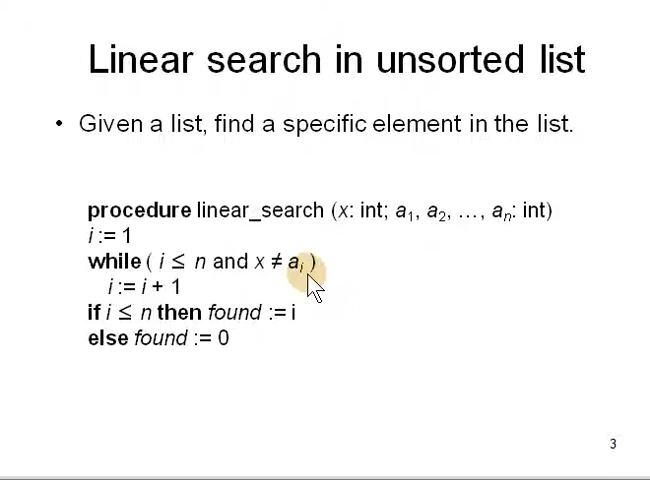 Linear search in unsorted list
• Given a list, find a specific element in the list.
procedure linear_search (x: int; a₁, a₂, …, aₙ: int)
i := 1
while ( i ≤ n and x ≠ aᵢ )
i := i + 1
if i ≤ n then found := i
else found := 0
3